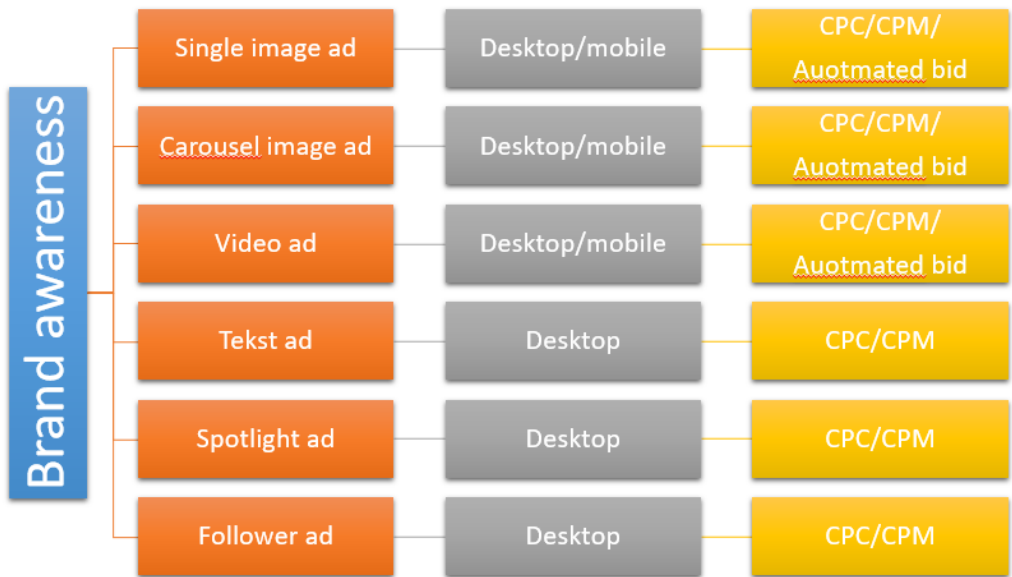 Brand awareness
Single image ad
Desktop/mobile
CPC/CPM/
Auotmated bid
Carousel image ad
Desktop/mobile
CPC/CPM/
Auotmated bid
Video ad
Desktop/mobile
CPC/CPM/
Auotmated bid
Tekst ad
Desktop
CPC/CPM
Spotlight ad
Desktop
CPC/CPM
Follower ad
Desktop
CPC/CPM